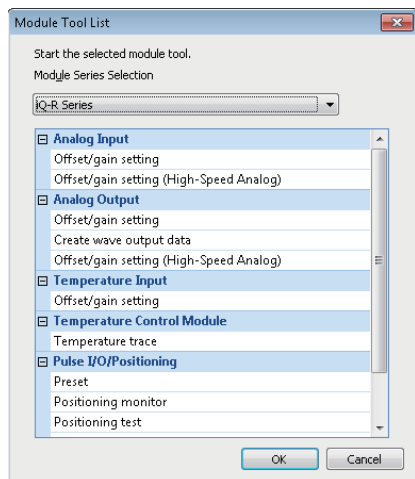 Module Tool List
Start the selected module tool.
Module Series Selection
iQ-R Series
Analog Input
Offset/gain setting
Offset/gain setting (High-Speed Analog)
Analog Output
Offset/gain setting
Create wave output data
Offset/gain setting (High-Speed Analog)
Temperature Input
Offset/gain setting
Temperature Control Module
Temperature trace
Pulse I/O/Positioning
Preset
Positioning monitor
Positioning test
OK
Cancel